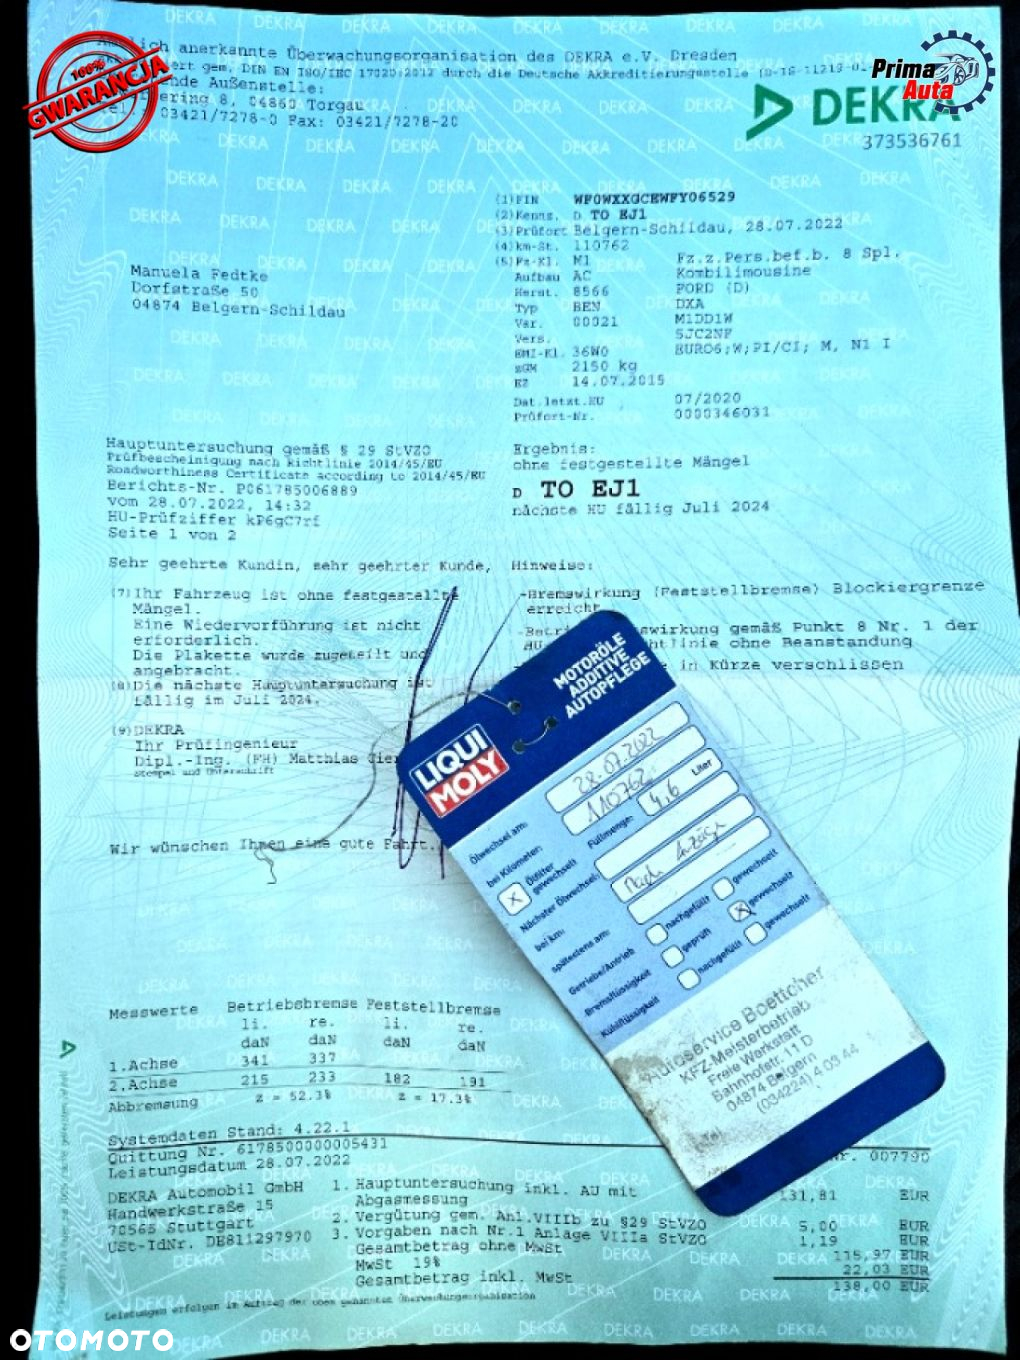 100%
GWARANCJA
Prima
Auta
anerkannte Überwachungsorganisation des DEKRA e.V. Dresden
gem. DIN EN ISO/IEC 17020:2012 durch die Deutsche Akkreditierungsstelle
Außenstelle:
8, 04860 Torgau
03421/7278-0 Fax: 03421/7278-20
DEKRA
373536761
(1)FIN WF0WXXGCEWFY06529
(2)Kennz. D TO EJ1
(3)Prüfort Belgern-Schildau, 28.07.2022
(4)km-St. 110762
(5)Fz-Kl. M1 Fz.z.Pers.bef.b. 8 Spl.
Aufbau AC Kombilimousine
Herst. 8566 FORD (D)
Typ BEN DXA
Var. 00021 M1DD1W
Vers. 5JC2NF
EMI-Kl. 36W0 EURO6;W;PI/CI; M, N1 I
zGM 2150 kg
EZ 14.07.2015
Dat.letzt.HU 07/2020
Prüfort-Nr. 0000346031
Manuela Fedtke
Dorfstraße 50
04874 Belgern-Schildau
Hauptuntersuchung gemäß § 29 StVZO
Prüfbescheinigung nach Richtlinie 2014/45/EU
Roadworthiness Certificate according to 2014/45/EU
Berichts-Nr. P061785006889
vom 28.07.2022, 14:32
HU-Prüfziffer kP6gC7rf
Seite 1 von 2
Ergebnis:
ohne festgestellte Mängel
D TO EJ1
nächste HU fällig Juli 2024
Sehr geehrte Kundin, sehr geehrter Kunde,
(7)Ihr Fahrzeug ist ohne festgestellte
Mängel.
Eine Wiedervorführung ist nicht
erforderlich.
Die Plakette wurde zugeteilt und
angebracht.
(8)Die nächste Hauptuntersuchung ist
fällig im Juli 2024.
(9)DEKRA
Ihr Prüfingenieur
Dipl.-Ing. (FH) Matthias
Stempel und Unterschrift
Wir wünschen Ihnen eine gute Fahrt.
Hinweise:
-Bremswirkung (Feststellbremse) Blockiergrenze
erreicht
wirkung gemäß Punkt 8 Nr. 1 der
ohne Beanstandung
in Kürze verschlissen
LIQUI
MOLY
MOTORÖLE
ADDITIVE
AUTOPFLEGE
Ölwechsel am: 28.07.2022
bei Kilometer: 110762
X Ölfilter gewechselt Füllmenge: 4,6 Liter
Nächster Ölwechsel: nach Anzeige
bei km:
spätestens am:
Getriebe/Antrieb nachgefüllt gewechselt
Bremsflüssigkeit geprüft X gewechselt
Kühlflüssigkeit nachgefüllt gewechselt
Autoservice Boettcher
KFZ-Meisterbetrieb
Freie Werkstatt
Bahnhofstr. 11 D
04874 Belgern
(034224) 4 03 44
Messwerte Betriebsbremse Feststellbremse
li. re. li. re.
daN daN daN daN
1.Achse 341 337
2.Achse 215 233 182 191
Abbremsung z = 52.3% z = 17.3%
Systemdaten Stand: 4.22.1
Quittung Nr. 6178500000005431
Leistungsdatum 28.07.2022
Nr. 007790
DEKRA Automobil GmbH
Handwerkstraße 15
70565 Stuttgart
USt-IdNr. DE811297970
1. Hauptuntersuchung inkl. AU mit
Abgasmessung 131,81 EUR
2. Vergütung gem. Anl.VIIIb zu §29 StVZO 5,00 EUR
3. Vorgaben nach Nr.1 Anlage VIIIa StVZO 1,19 EUR
Gesamtbetrag ohne MwSt 115,97 EUR
MwSt 19% 22,03 EUR
Gesamtbetrag inkl. MwSt 138,00 EUR
Leistungen erfolgen im Auftrag der oben genannten Überwachungsorganisation
OTOMOTO